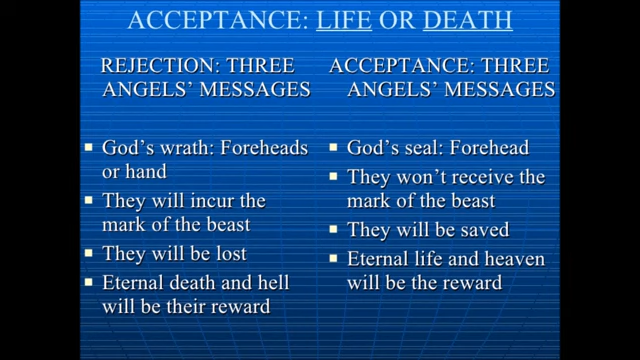 ACCEPTANCE: LIFE OR DEATH
REJECTION: THREE
ANGELS’ MESSAGES
God’s wrath: Foreheads
or hand
They will incur the
mark of the beast
They will be lost
Eternal death and hell
will be their reward
ACCEPTANCE: THREE
ANGELS’ MESSAGES
God’s seal: Forehead
They won’t receive the
mark of the beast
They will be saved
Eternal life and heaven
will be the reward